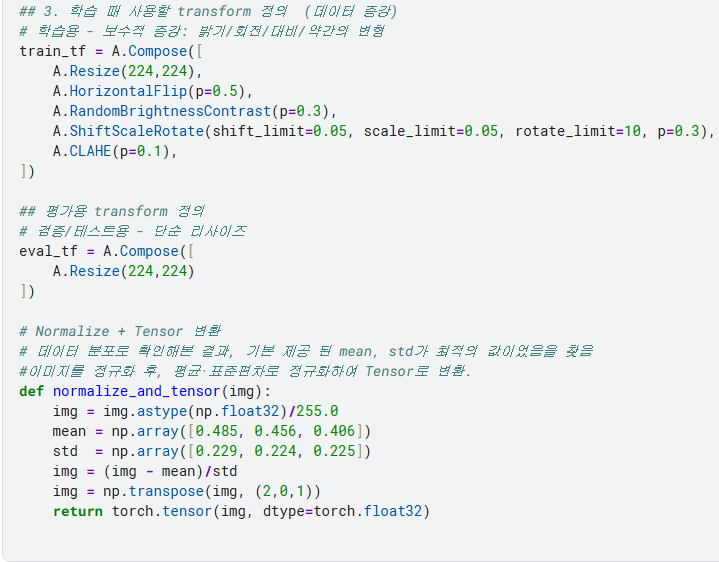 ## 3. 학습 때 사용할 transform 정의  (데이터 증강)
# 학습용 - 보수적 증강: 밝기/회전/대비/약간의 변형
train_tf = A.Compose([
    A.Resize(224,224),
    A.HorizontalFlip(p=0.5),
    A.RandomBrightnessContrast(p=0.3),
    A.ShiftScaleRotate(shift_limit=0.05, scale_limit=0.05, rotate_limit=10, p=0.3),
    A.CLAHE(p=0.1),
])
## 평가용 transform 정의
# 검증/테스트용 - 단순 리사이즈
eval_tf = A.Compose([
    A.Resize(224,224)
])
# Normalize + Tensor 변환
# 데이터 분포로 확인해본 결과, 기본 제공 된 mean, std가 최적의 값이었음을 찾음
#이미지를 정규화 후, 평균·표준편차로 정규화하여 Tensor로 변환.
def normalize_and_tensor(img):
    img = img.astype(np.float32)/255.0
    mean = np.array([0.485, 0.456, 0.406])
    std  = np.array([0.229, 0.224, 0.225])
    img = (img - mean)/std
    img = np.transpose(img, (2,0,1))
    return torch.tensor(img, dtype=torch.float32)